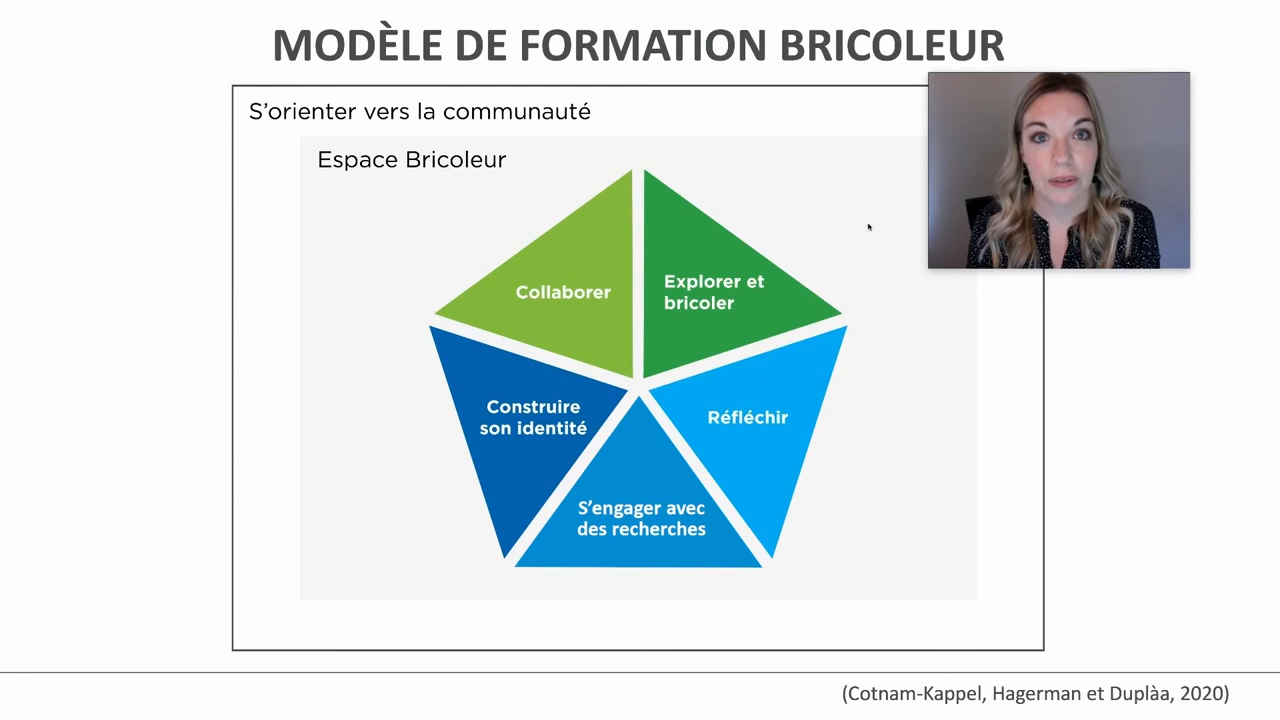 MODÈLE DE FORMATION BRICOLEUR
S'orienter vers la communauté
Espace Bricoleur
Collaborer
Explorer et
bricoler
Construire
son identité
Réfléchir
S'engager avec
des recherches
(Cotnam-Kappel, Hagerman et Duplàa, 2020)